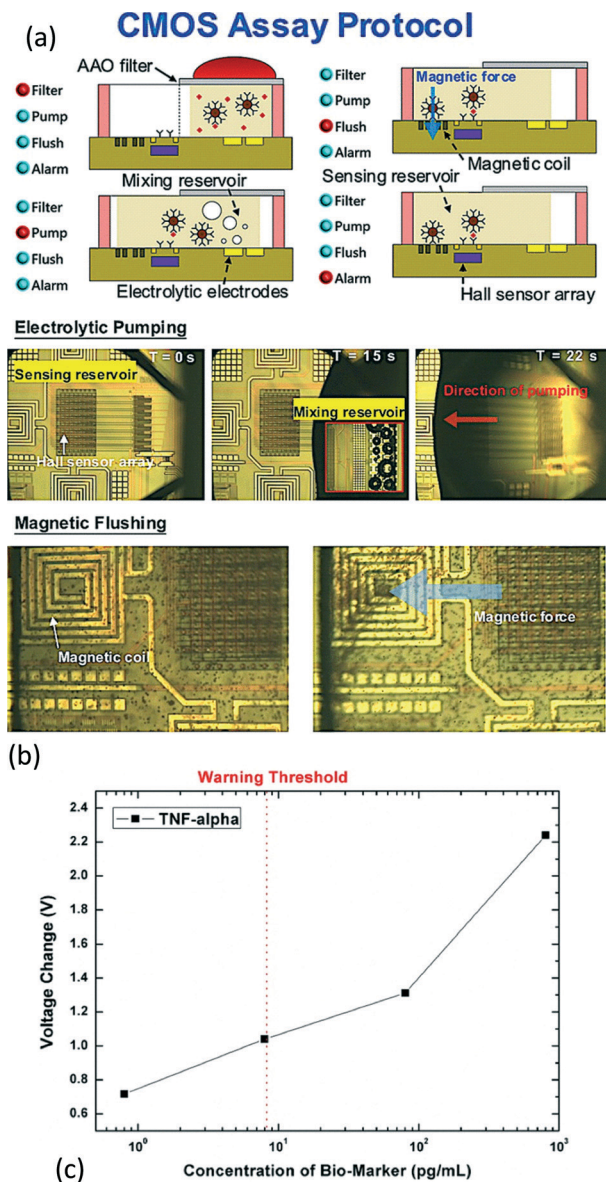 CMOS Assay Protocol
(a)
AAO filter
Filter
Pump
Flush
Alarm
Mixing reservoir
Filter
Pump
Flush
Alarm
Electrolytic electrodes
Filter
Pump
Flush
Alarm
Magnetic force
Magnetic coil
Sensing reservoir
Filter
Pump
Flush
Alarm
Hall sensor array
Electrolytic Pumping
T = 0 s
Sensing reservoir
Hall sensor array
T = 15 s
Mixing reservoir
T = 22 s
Direction of pumping
Magnetic Flushing
Magnetic coil
Magnetic force
(b)
Warning Threshold
TNF-alpha
2.4
2.2
2.0
1.8
1.6
1.4
1.2
1.0
0.8
0.6
Voltage Change (V)
10⁰
10¹
10²
10³
Concentration of Bio-Marker (pg/mL)
(c)